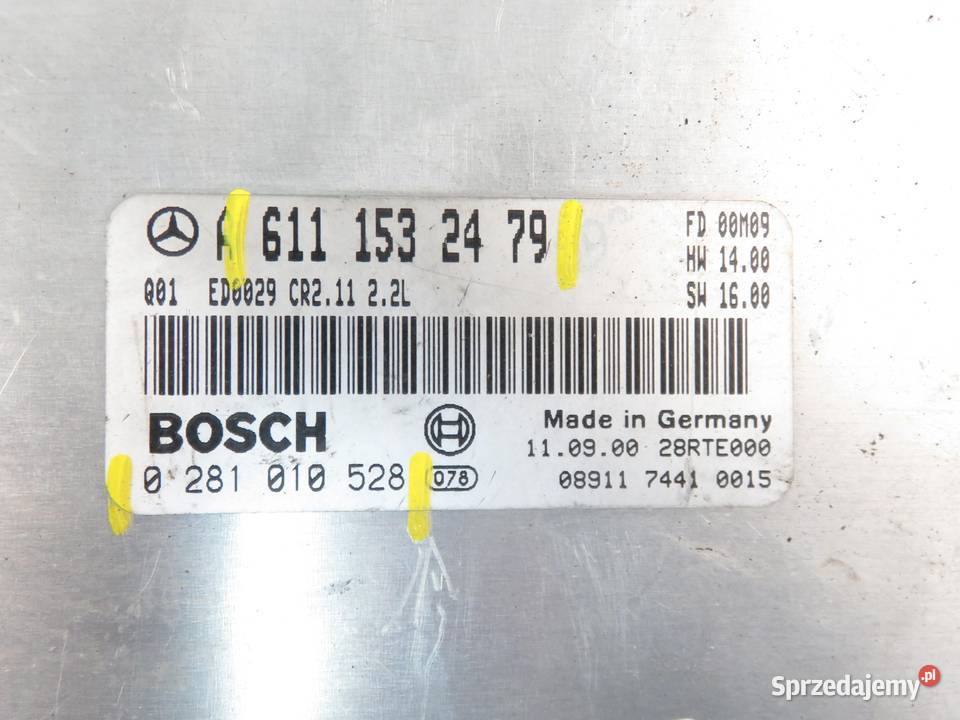 A 611 153 24 79
FD 00M09
HW 14.00
SW 16.00
Q01 ED0029 CR2.11 2.2L
BOSCH
Made in Germany
11.09.00 28RTE000
0 281 010 528 078
08911 7441 0015
Sprzedajemy.pl